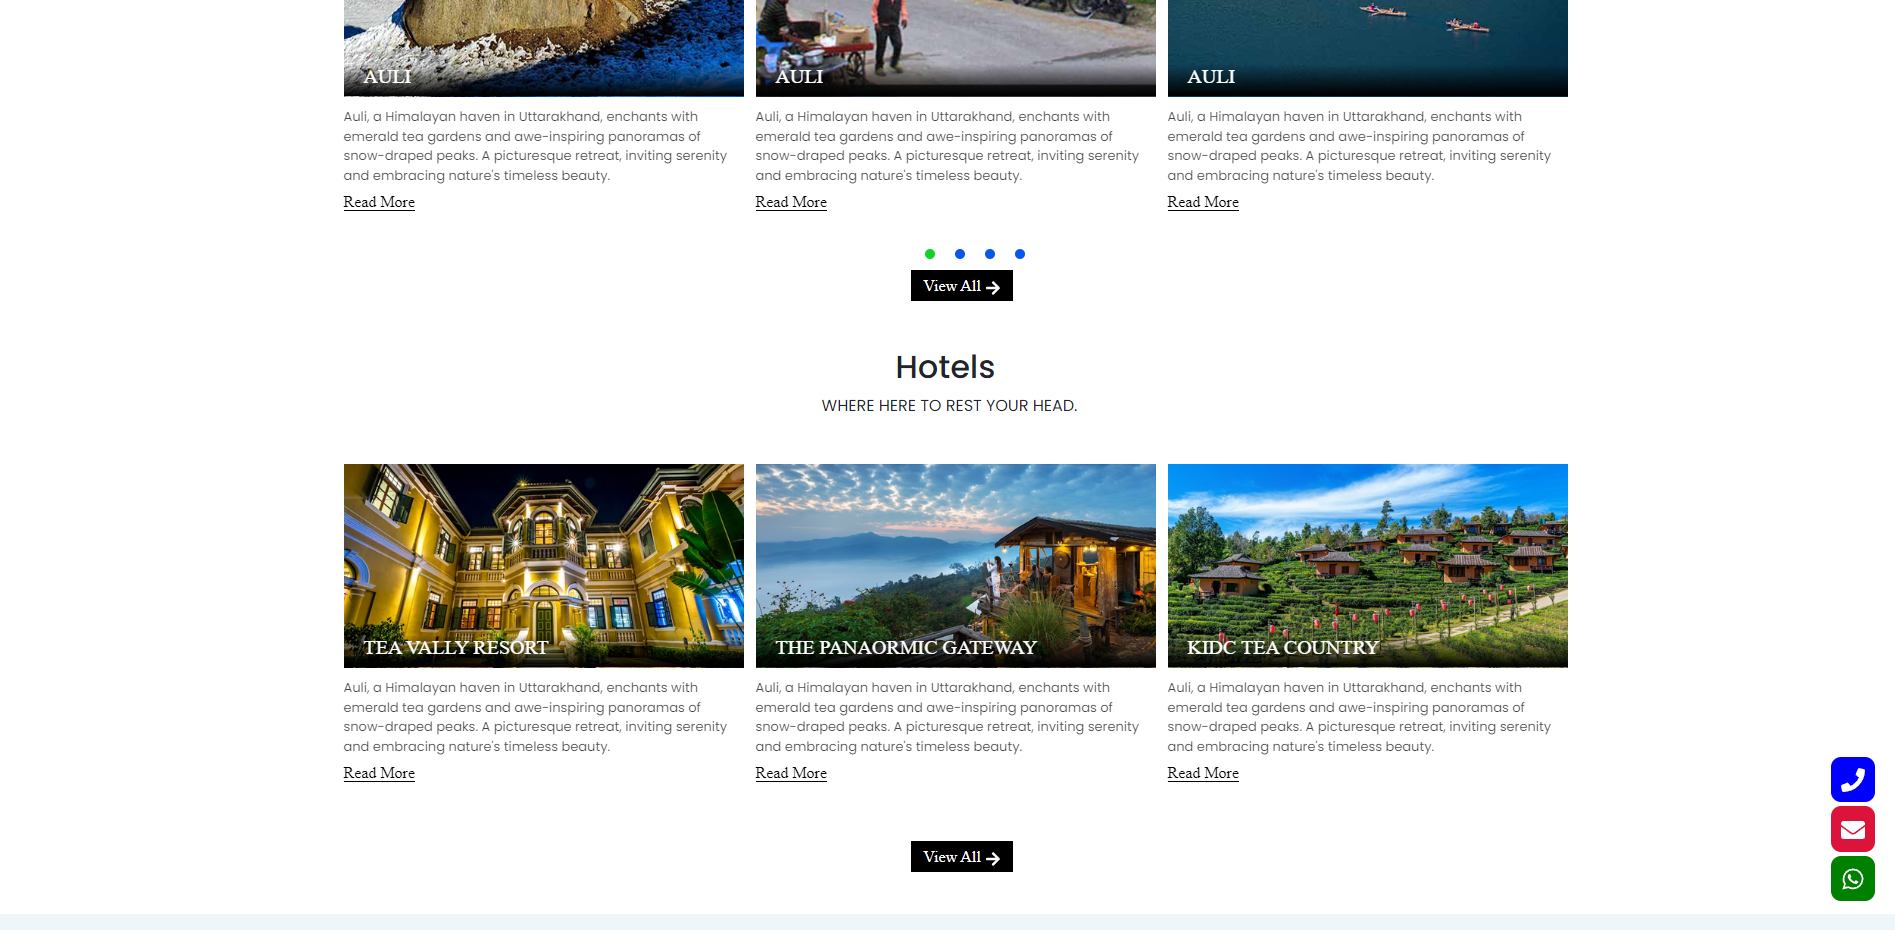 AULI
AULI
AULI
Auli, a Himalayan haven in Uttarakhand, enchants with
emerald tea gardens and awe-inspiring panoramas of
snow-draped peaks. A picturesque retreat, inviting serenity
and embracing nature's timeless beauty.
Read More
Auli, a Himalayan haven in Uttarakhand, enchants with
emerald tea gardens and awe-inspiring panoramas of
snow-draped peaks. A picturesque retreat, inviting serenity
and embracing nature's timeless beauty.
Read More
Auli, a Himalayan haven in Uttarakhand, enchants with
emerald tea gardens and awe-inspiring panoramas of
snow-draped peaks. A picturesque retreat, inviting serenity
and embracing nature's timeless beauty.
Read More
View All
Hotels
WHERE HERE TO REST YOUR HEAD.
TEA VALLY RESORT
THE PANAORMIC GATEWAY
KIDC TEA COUNTRY
Auli, a Himalayan haven in Uttarakhand, enchants with
emerald tea gardens and awe-inspiring panoramas of
snow-draped peaks. A picturesque retreat, inviting serenity
and embracing nature's timeless beauty.
Read More
Auli, a Himalayan haven in Uttarakhand, enchants with
emerald tea gardens and awe-inspiring panoramas of
snow-draped peaks. A picturesque retreat, inviting serenity
and embracing nature's timeless beauty.
Read More
Auli, a Himalayan haven in Uttarakhand, enchants with
emerald tea gardens and awe-inspiring panoramas of
snow-draped peaks. A picturesque retreat, inviting serenity
and embracing nature's timeless beauty.
Read More
View All